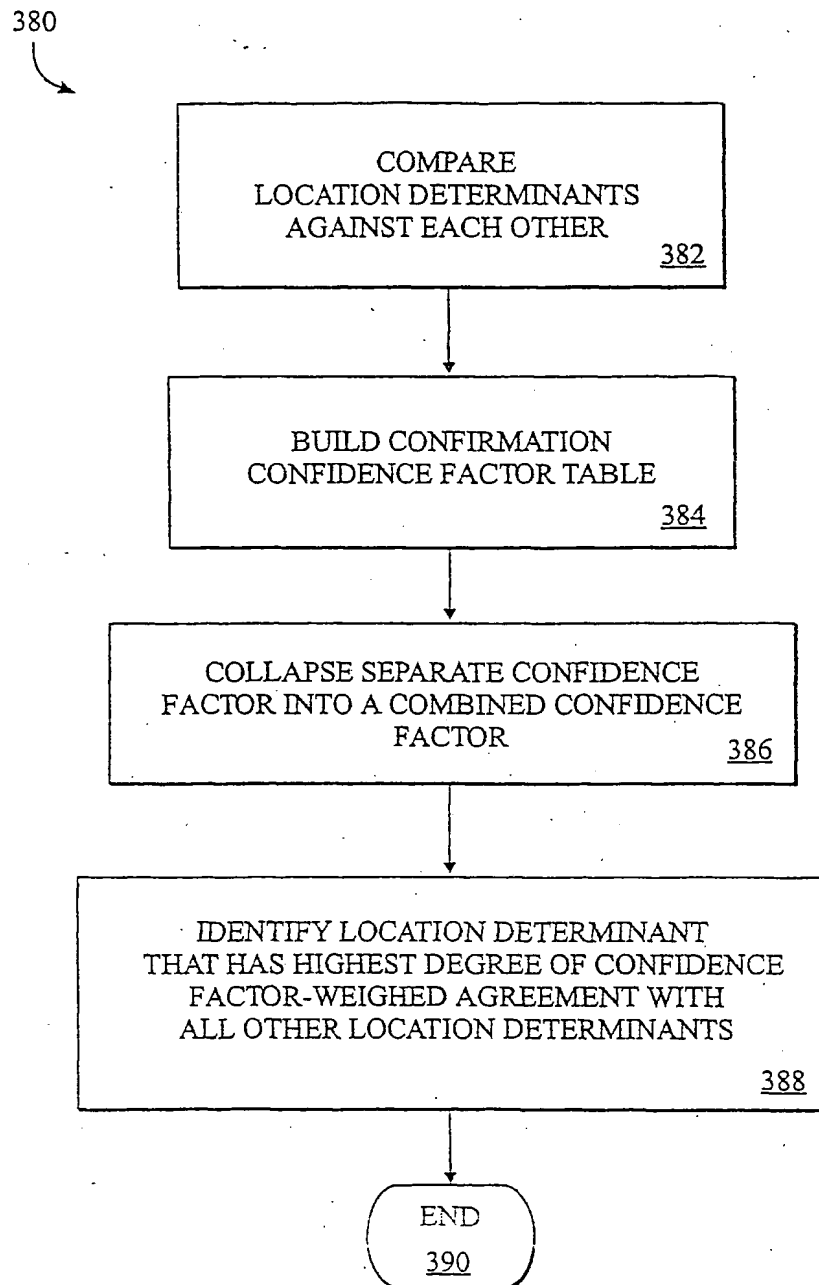 380
COMPARE
LOCATION DETERMINANTS
AGAINST EACH OTHER
382
BUILD CONFIRMATION
CONFIDENCE FACTOR TABLE
384
COLLAPSE SEPARATE CONFIDENCE
FACTOR INTO A COMBINED CONFIDENCE
FACTOR
386
IDENTIFY LOCATION DETERMINANT
THAT HAS HIGHEST DEGREE OF CONFIDENCE
FACTOR-WEIGHED AGREEMENT WITH
ALL OTHER LOCATION DETERMINANTS
388
END
390